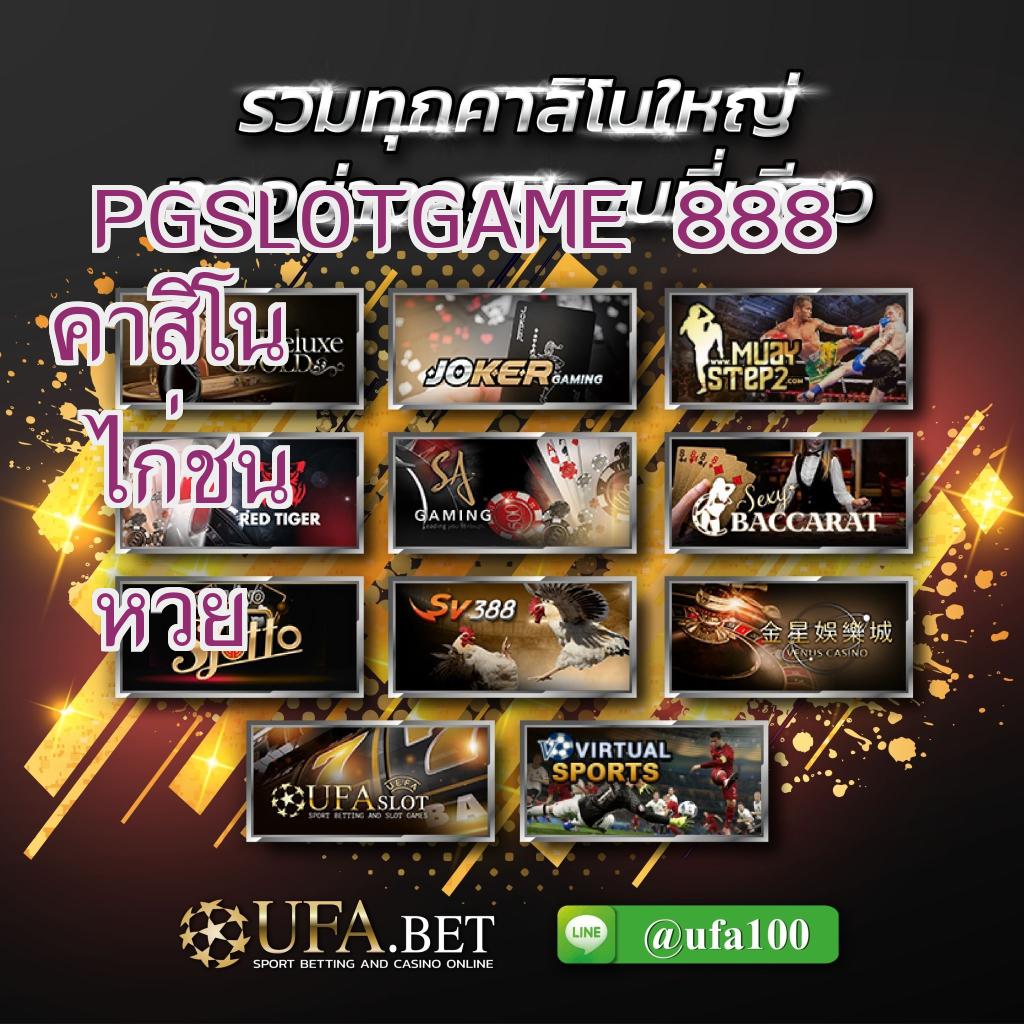 รวมทุกคาสิโนใหญ่
PGSLOTGAME 888
คาสิโน
JOKER GAMING
MUAY
STEP2.COM
ไก่ชน
RED TIGER
SA
GAMING
Sexy
BACCARAT
หวย
SV388
金星娛樂城
VENUS CASINO
UFA SLOT
SPORT BETTING AND SLOT GAMES
VIRTUAL
SPORTS
UFA.BET
SPORT BETTING AND CASINO ONLINE
LINE
@ufa100